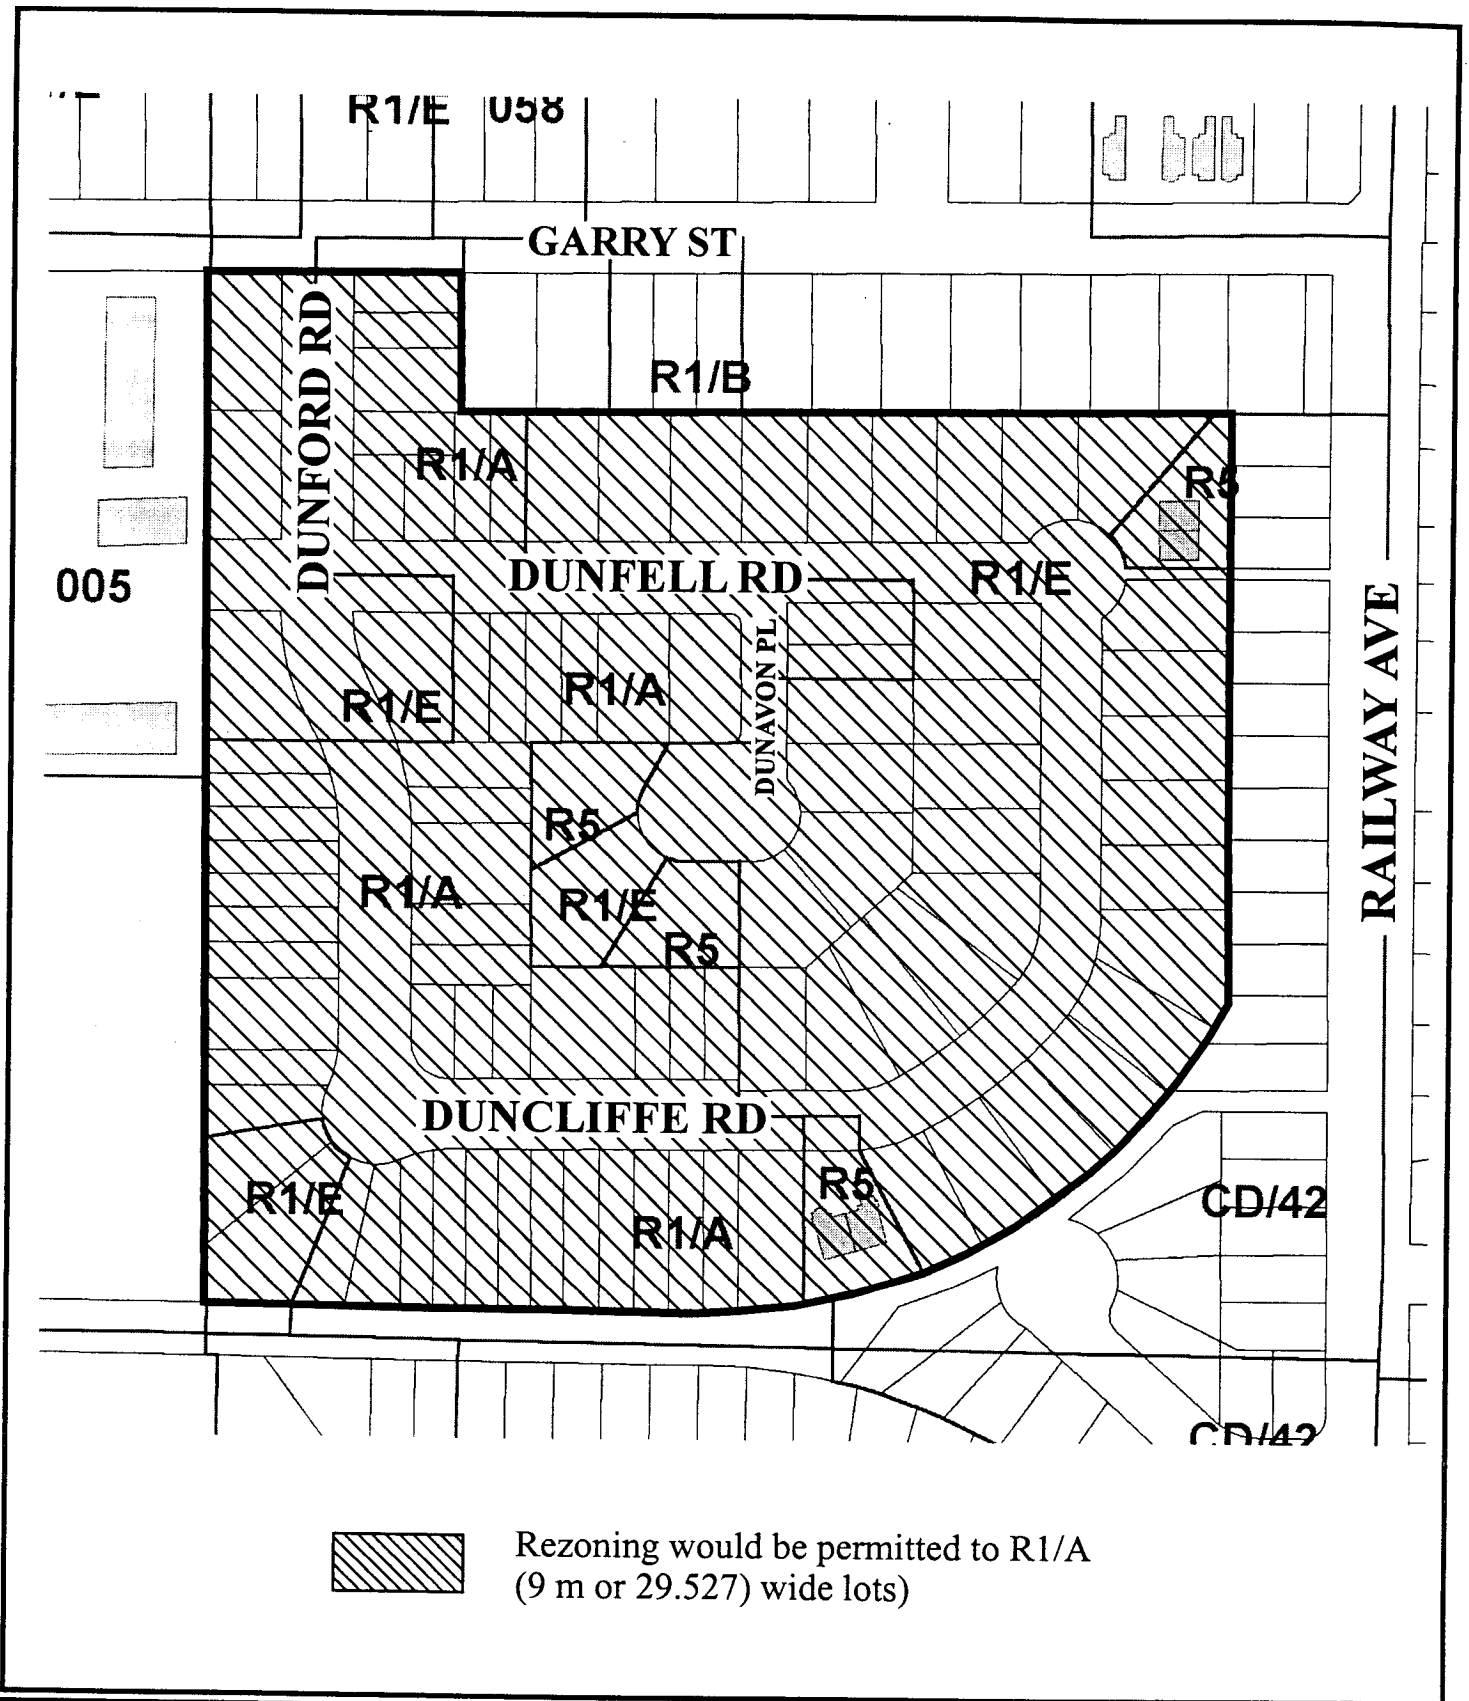 R1/E 058
GARRY ST
DUNFORD RD
R1/B
R1/A
R5
005
DUNFELL RD
R1/E
RAILWAY AVE
DUNAVON PL
R1/E
R1/A
R5
R1/A
R1/E
R5
DUNCLIFFE RD
R1/E
R5
R1/A
CD/42
CD/42
Rezoning would be permitted to R1/A
(9 m or 29.527) wide lots)